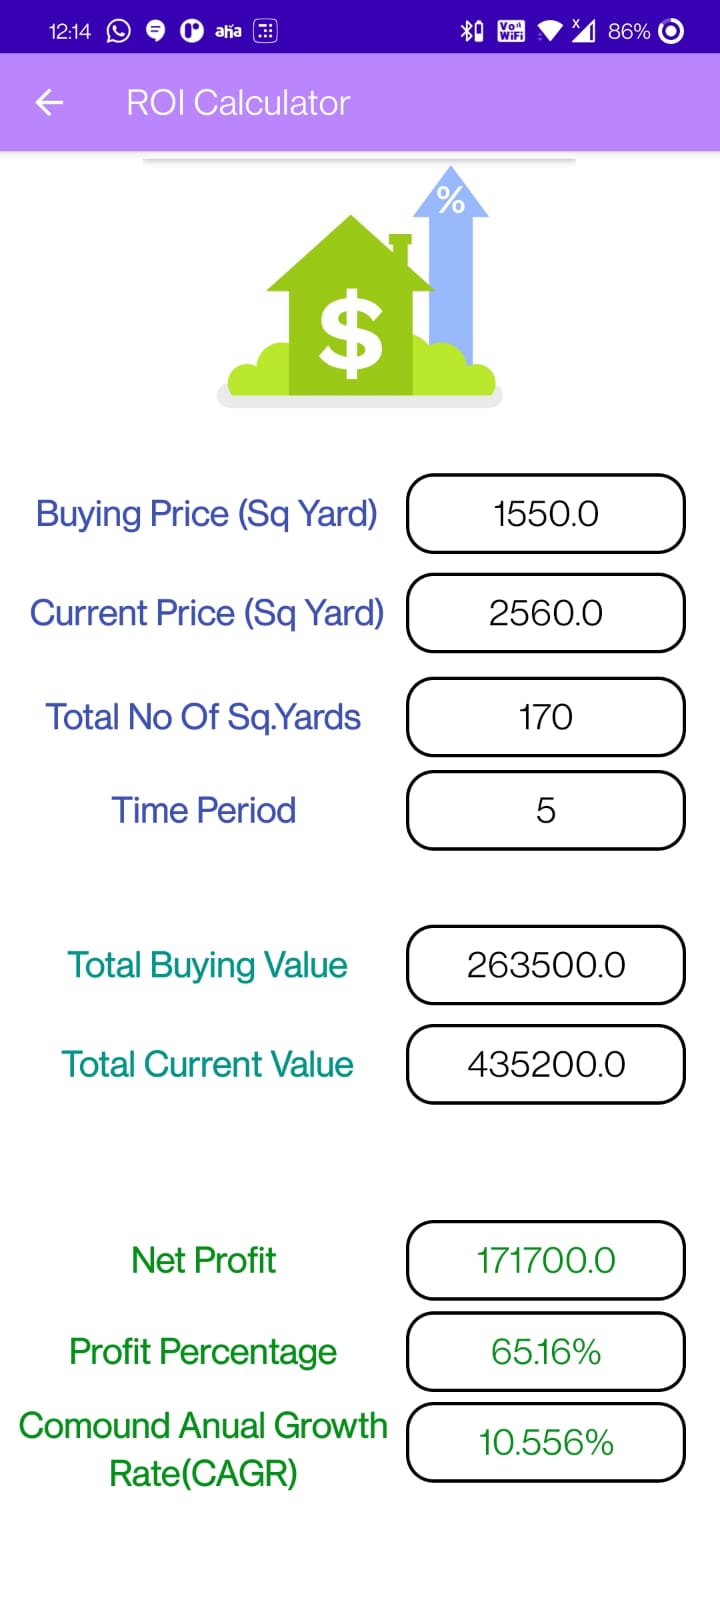 12:14 aha Vo WiFi x 86%
ROI Calculator
%
$
Buying Price (Sq Yard) 1550.0
Current Price (Sq Yard) 2560.0
Total No Of Sq.Yards 170
Time Period 5
Total Buying Value 263500.0
Total Current Value 435200.0
Net Profit 171700.0
Profit Percentage 65.16%
Comound Anual Growth
Rate(CAGR) 10.556%